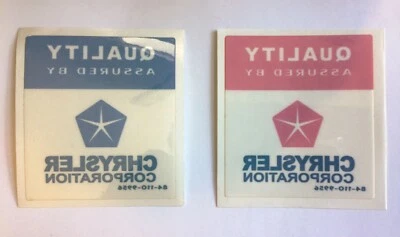 QUALITY
ASSURED BY
CHRYSLER
CORPORATION
84-110-9956
QUALITY
ASSURED BY
CHRYSLER
CORPORATION
84-110-9956